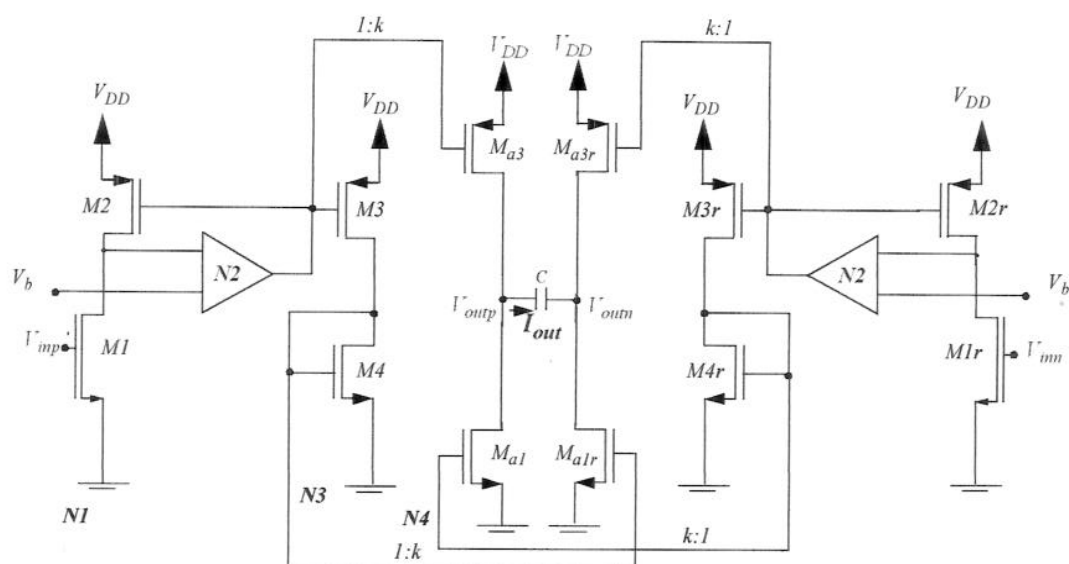 1:k
k:1
V_DD
V_DD
V_DD
V_DD
V_DD
V_DD
M_a3
M_a3r
M2
M3
M3r
M2r
N2
N2
V_b
V_b
C
V_outp
V_outn
I_out
V_inp
M1
M4
M4r
M1r
V_inn
M_a1
M_a1r
N3
N4
N1
1:k
k:1